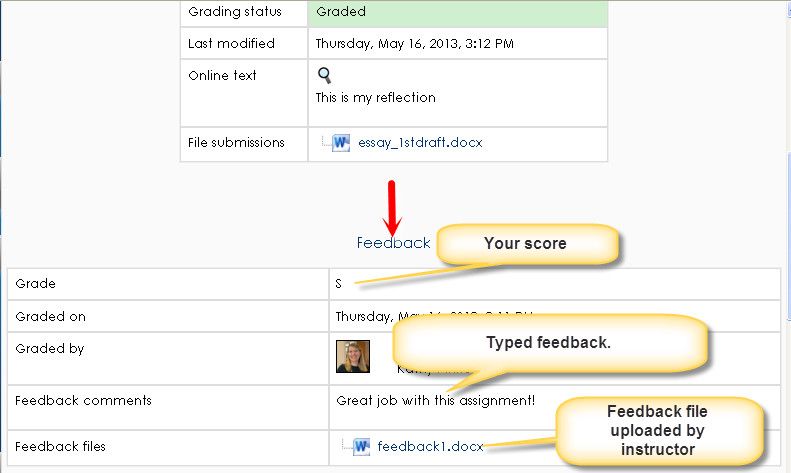 Grading status Graded
Last modified Thursday, May 16, 2013, 3:12 PM
Online text
This is my reflection
File submissions essay_1stdraft.docx
Feedback
Your score
Grade S
Graded on Thursday, May 16, 2013,
Graded by
Typed feedback.
Feedback comments Great job with this assignment!
Feedback file
uploaded by
instructor
Feedback files feedback1.docx